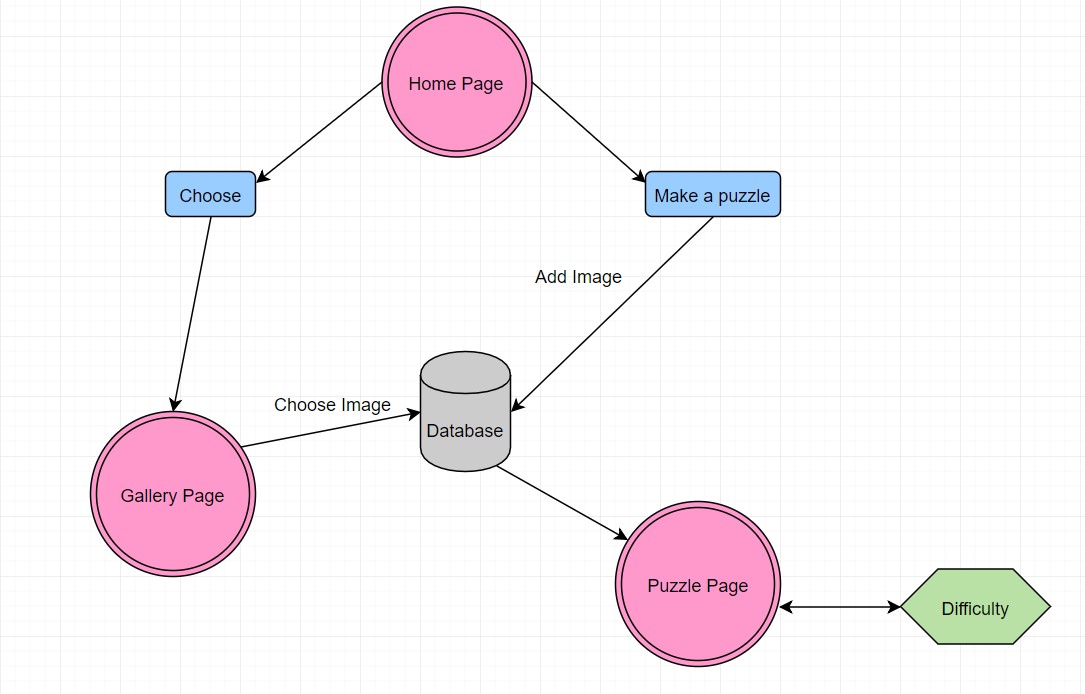 Home Page
Choose
Make a puzzle
Add Image
Choose Image
Database
Gallery Page
Puzzle Page
Difficulty